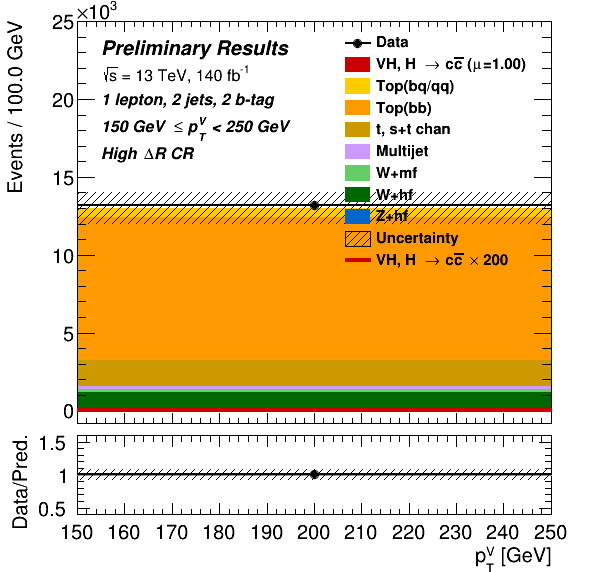 25×10³
Preliminary Results
√s = 13 TeV, 140 fb⁻¹
1 lepton, 2 jets, 2 b-tag
150 GeV ≤ p_T^V < 250 GeV
High ΔR CR
Data
VH, H → cc̅ (μ=1.00)
Top(bq/qq)
Top(bb)
t, s+t chan
Multijet
W+mf
W+hf
Z+hf
Uncertainty
VH, H → cc̅ × 200
Events / 100.0 GeV
20
15
10
5
0
Data/Pred.
1.5
1
0.5
150 160 170 180 190 200 210 220 230 240 250
p_T^V [GeV]